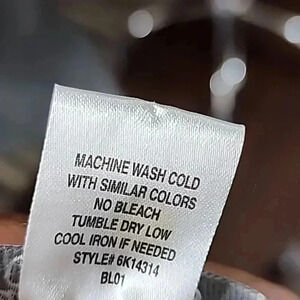 MACHINE WASH COLD
WITH SIMILAR COLORS
NO BLEACH
TUMBLE DRY LOW
COOL IRON IF NEEDED
STYLE# 6K14314
BL01